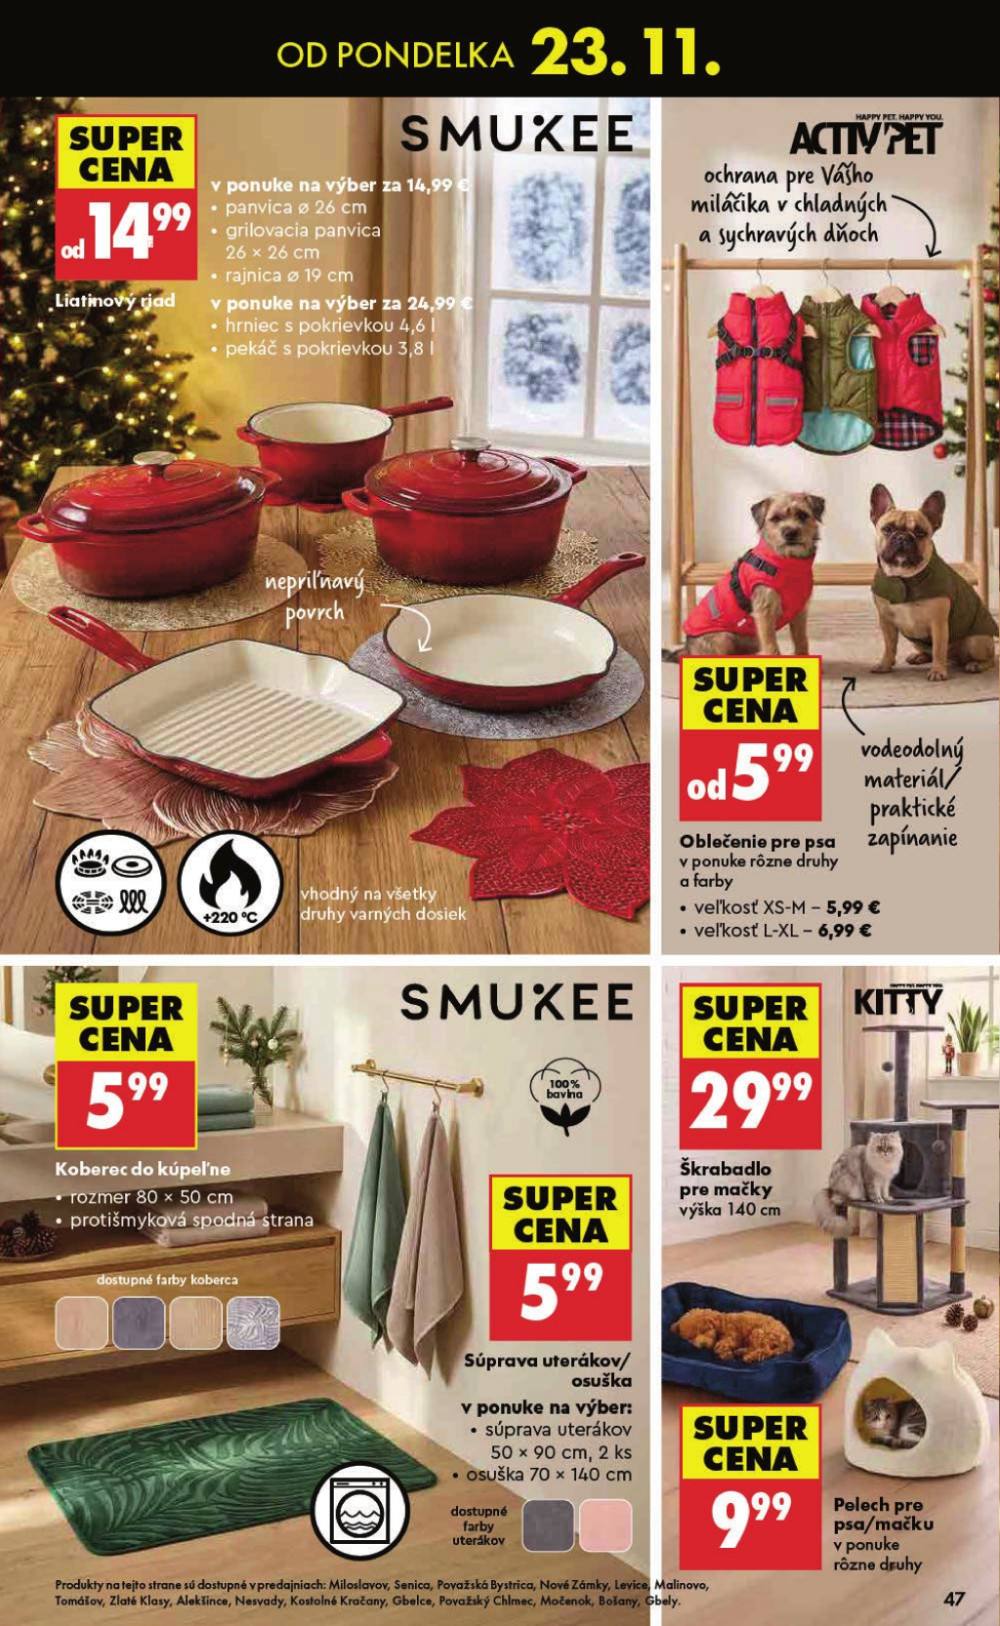 OD PONDELKA 23. 11.
SUPER
CENA
od 14.99
Liatinový riad
SMUKEE
v ponuke na výber za 14,99 €
• panvica ø 26 cm
• grilovacia panvica
26 × 26 cm
• rajnica ø 19 cm
v ponuke na výber za 24,99 €
• hrniec s pokrievkou 4,6 l
• pekáč s pokrievkou 3,8 l
nepriľnavý
povrch
+220 °C
vhodný na všetky
druhy varných dosiek
HAPPY PET. HAPPY YOU.
ACTIV'PET
ochrana pre Vášho
miláčika v chladných
a sychravých dňoch
SUPER
CENA
od 5.99
vodeodolný
materiál/
praktické
zapínanie
Oblečenie pre psa
v ponuke rôzne druhy
a farby
• veľkosť XS-M – 5,99 €
• veľkosť L-XL – 6,99 €
SUPER
CENA
5.99
Koberec do kúpeľne
• rozmer 80 × 50 cm
• protišmyková spodná strana
dostupné farby koberca
SMUKEE
100%
bavlna
SUPER
CENA
5.99
Súprava uterákov/
osuška
v ponuke na výber:
• súprava uterákov
50 × 90 cm, 2 ks
• osuška 70 × 140 cm
dostupné
farby
uterákov
SUPER
CENA
29.99
HAPPY PET. HAPPY YOU.
KITTY
Škrabadlo
pre mačky
výška 140 cm
SUPER
CENA
9.99
Pelech pre
psa/mačku
v ponuke
rôzne druhy
Produkty na tejto strane sú dostupné v predajniach: Miloslavov, Senica, Považská Bystrica, Nové Zámky, Levice, Malinovo,
Tomášov, Zlaté Klasy, Alekšince, Nesvady, Kostolné Kračany, Gbelce, Považský Chlmec, Močenok, Bošany, Gbely.
47